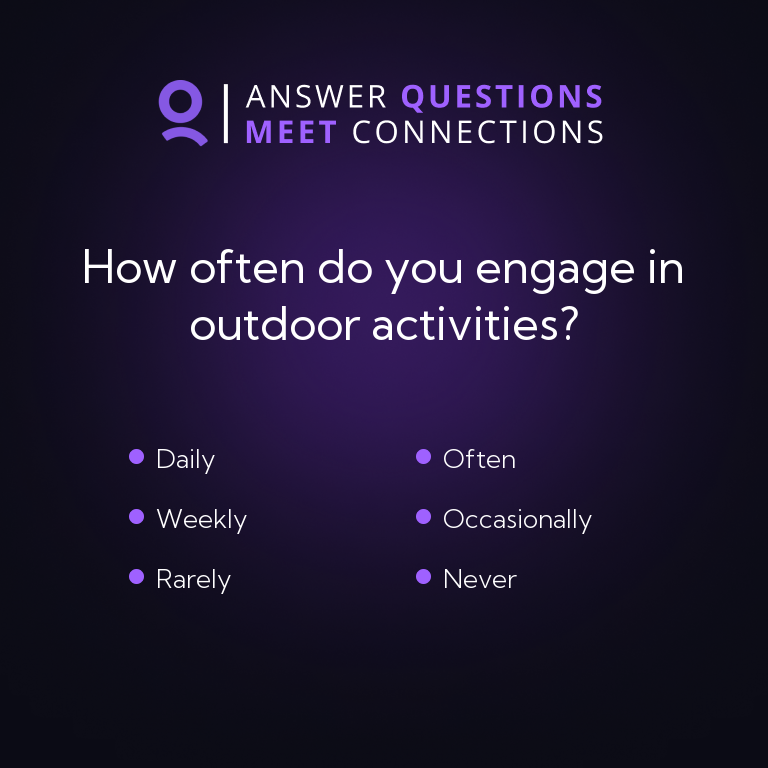 ANSWER QUESTIONS
MEET CONNECTIONS
How often do you engage in
outdoor activities?
Daily
Weekly
Rarely
Often
Occasionally
Never